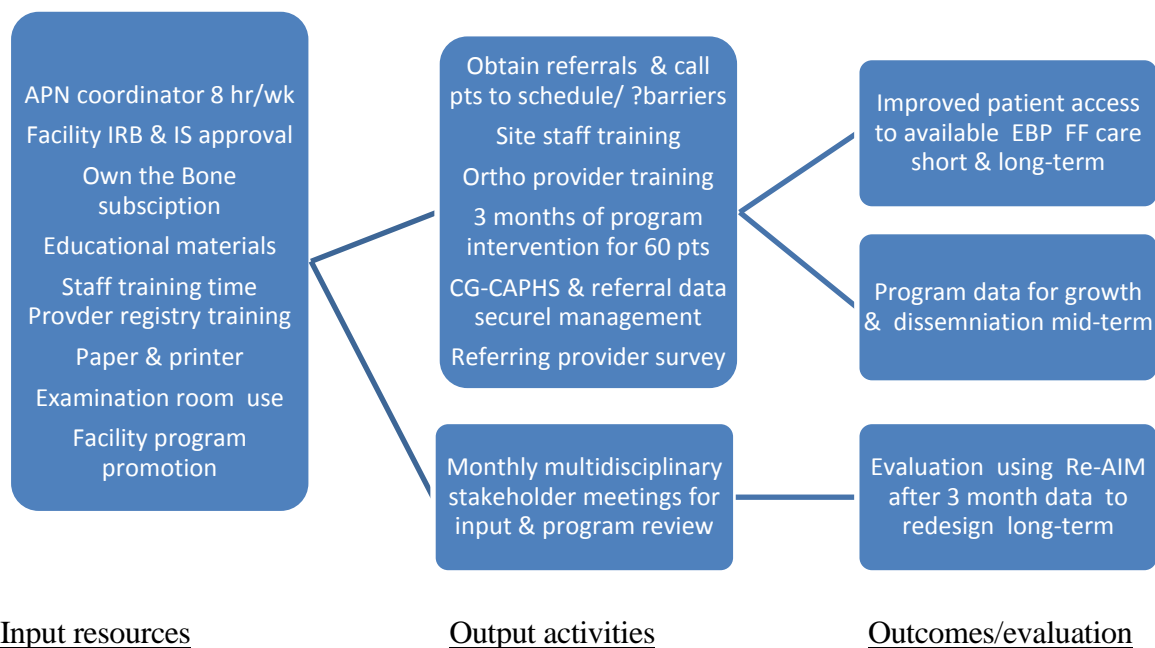 APN coordinator 8 hr/wk
Facility IRB & IS approval
Own the Bone
subsciption
Educational materials
Staff training time
Provder registry training
Paper & printer
Examination room use
Facility program
promotion
Obtain referrals & call
pts to schedule/ ?barriers
Site staff training
Ortho provider training
3 months of program
intervention for 60 pts
CG-CAPHS & referral data
securel management
Referring provider survey
Monthly multidisciplinary
stakeholder meetings for
input & program review
Improved patient access
to available EBP FF care
short & long-term
Program data for growth
& dissemniation mid-term
Evaluation using Re-AIM
after 3 month data to
redesign long-term
Input resources
Output activities
Outcomes/evaluation